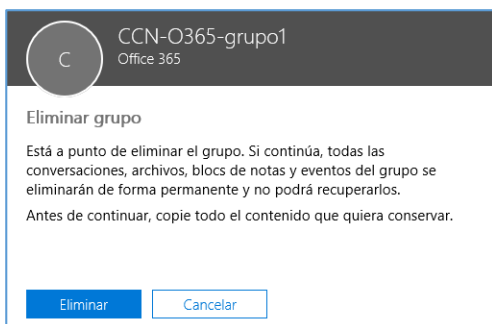 C
CCN-O365-grupo1
Office 365
Eliminar grupo
Está a punto de eliminar el grupo. Si continúa, todas las
conversaciones, archivos, blocs de notas y eventos del grupo se
eliminarán de forma permanente y no podrá recuperarlos.
Antes de continuar, copie todo el contenido que quiera conservar.
Eliminar
Cancelar